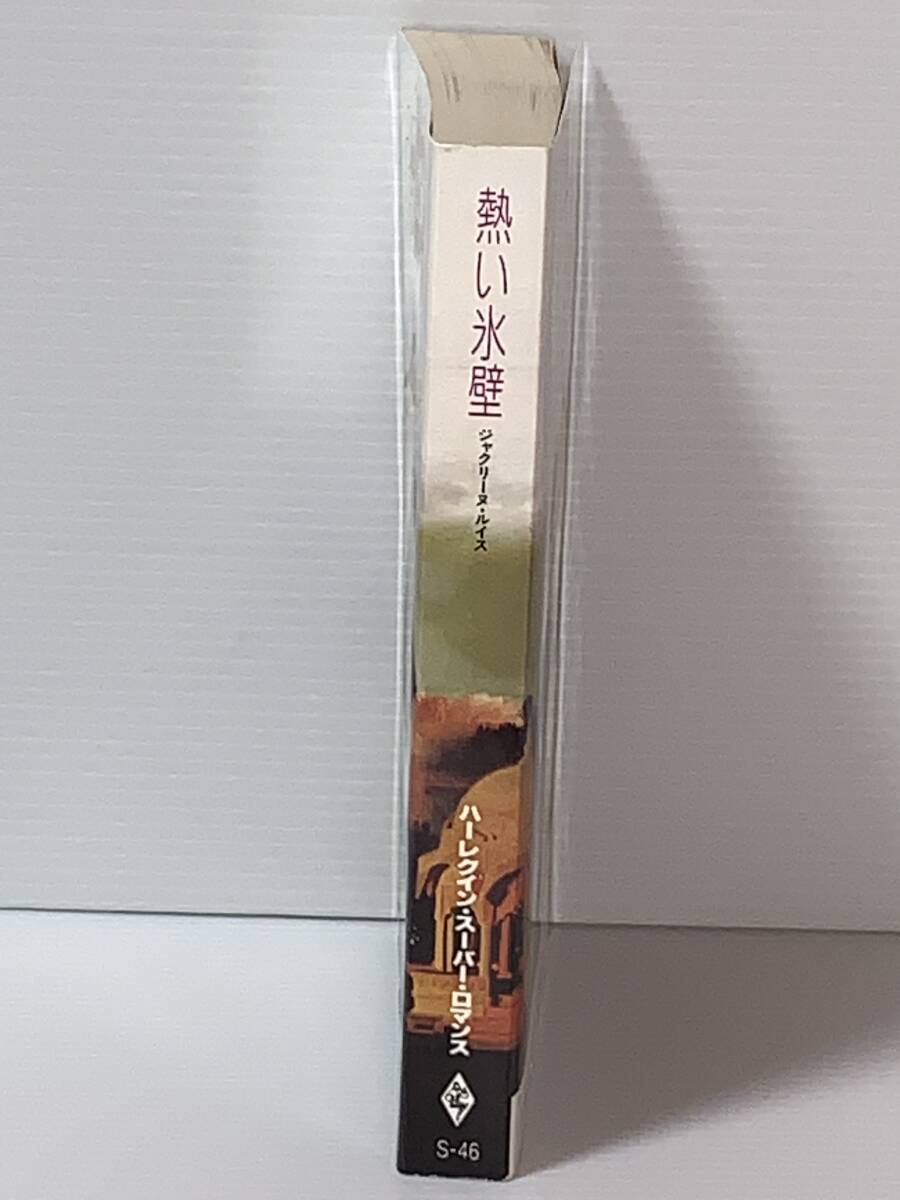 熱い氷壁
ジャクリーヌ・ルイス
ハーレクイン・スーパー・ロマンス
S-46